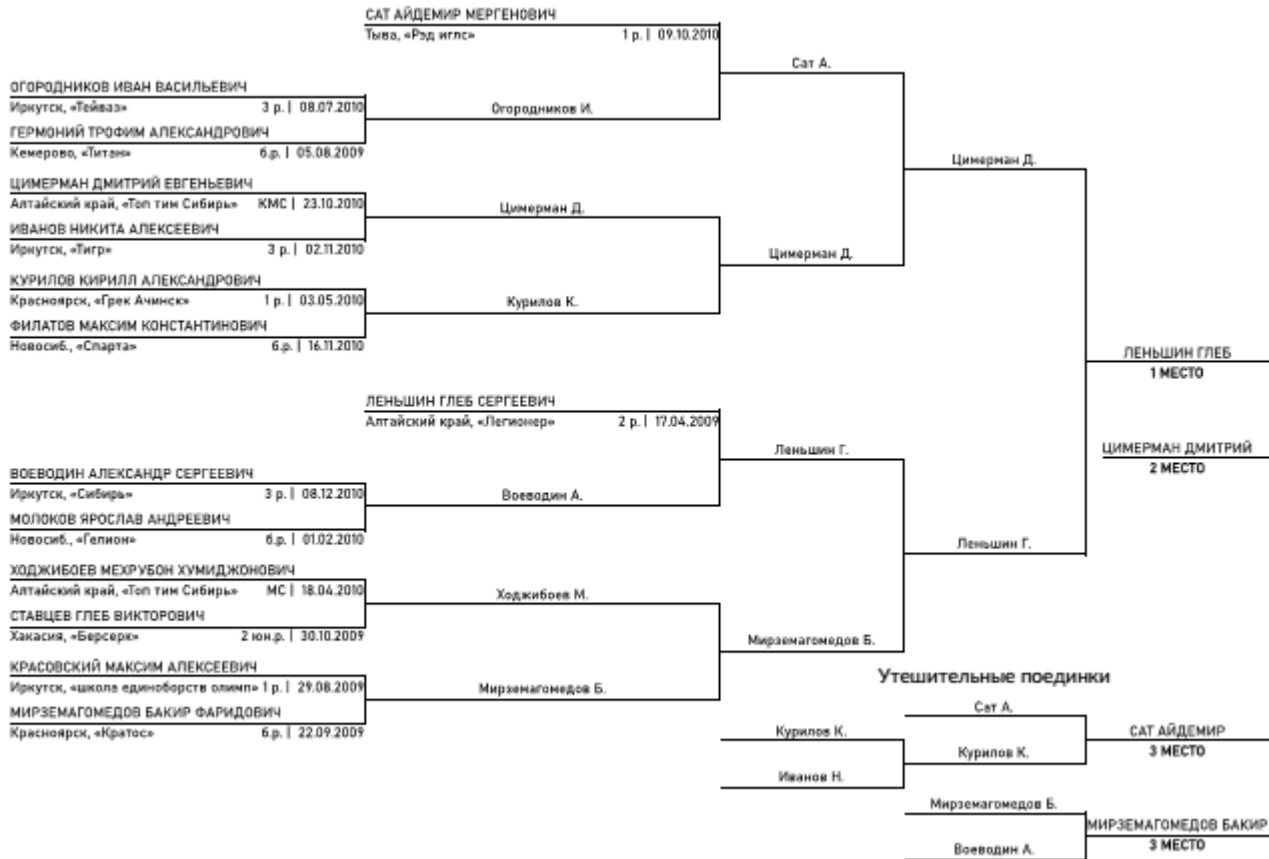 САТ АЙДЕМИР МЕРГЕНОВИЧ
Тыва, «Рэд иглс» 1 р. | 09.10.2010
Сат А.
ОГОРОДНИКОВ ИВАН ВАСИЛЬЕВИЧ
Иркутск, «Тейваз» 3 р. | 08.07.2010
Огородников И.
ГЕРМОНИЙ ТРОФИМ АЛЕКСАНДРОВИЧ
Кемерово, «Титан» б.р. | 05.08.2009
Цимерман Д.
ЦИМЕРМАН ДМИТРИЙ ЕВГЕНЬЕВИЧ
Алтайский край, «Топ тим Сибирь» КМС | 23.10.2010
Цимерман Д.
ИВАНОВ НИКИТА АЛЕКСЕЕВИЧ
Иркутск, «Тигр» 3 р. | 02.11.2010
Цимерман Д.
КУРИЛОВ КИРИЛЛ АЛЕКСАНДРОВИЧ
Красноярск, «Грек Ачинск» 1 р. | 03.05.2010
Курилов К.
ФИЛАТОВ МАКСИМ КОНСТАНТИНОВИЧ
Новосиб., «Спарта» б.р. | 16.11.2010
ЛЕНЬШИН ГЛЕБ
1 МЕСТО
ЛЕНЬШИН ГЛЕБ СЕРГЕЕВИЧ
Алтайский край, «Легионер» 2 р. | 17.04.2009
Леньшин Г.
ЦИМЕРМАН ДМИТРИЙ
2 МЕСТО
ВОЕВОДИН АЛЕКСАНДР СЕРГЕЕВИЧ
Иркутск, «Сибирь» 3 р. | 08.12.2010
Воеводин А.
МОЛОКОВ ЯРОСЛАВ АНДРЕЕВИЧ
Новосиб., «Гелион» б.р. | 01.02.2010
Леньшин Г.
ХОДЖИБОЕВ МЕХРУБОН ХУМИДЖОНОВИЧ
Алтайский край, «Топ тим Сибирь» МС | 18.04.2010
Ходжибоев М.
СТАВЦЕВ ГЛЕБ ВИКТОРОВИЧ
Хакасия, «Берсерк» 2 юн.р. | 30.10.2009
Мирземагомедов Б.
КРАСОВСКИЙ МАКСИМ АЛЕКСЕЕВИЧ
Иркутск, «школа единоборств олимп» 1 р. | 29.08.2009
Мирземагомедов Б.
МИРЗЕМАГОМЕДОВ БАКИР ФАРИДОВИЧ
Красноярск, «Кратос» б.р. | 22.09.2009
Утешительные поединки
Сат А.
Курилов К.
САТ АЙДЕМИР
3 МЕСТО
Курилов К.
Иванов Н.
Мирземагомедов Б.
МИРЗЕМАГОМЕДОВ БАКИР
3 МЕСТО
Воеводин А.